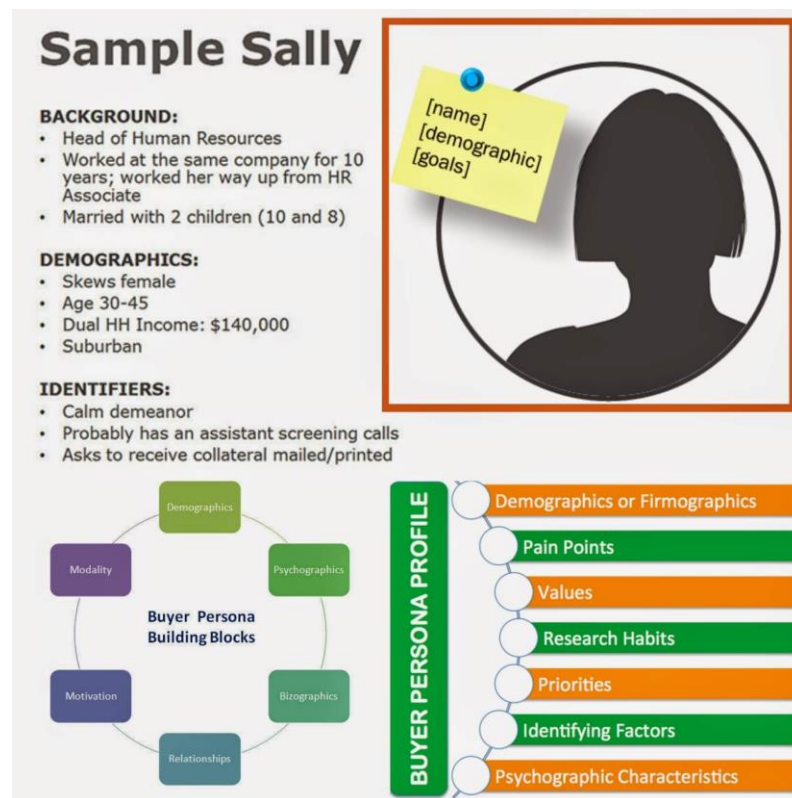 Sample Sally
BACKGROUND:
• Head of Human Resources
• Worked at the same company for 10
years; worked her way up from HR
Associate
• Married with 2 children (10 and 8)
DEMOGRAPHICS:
• Skews female
• Age 30-45
• Dual HH Income: $140,000
• Suburban
IDENTIFIERS:
• Calm demeanor
• Probably has an assistant screening calls
• Asks to receive collateral mailed/printed
[name]
[demographic]
[goals]
Demographics
Psychographics
Bizographics
Relationships
Motivation
Modality
Buyer Persona
Building Blocks
BUYER PERSONA PROFILE
Demographics or Firmographics
Pain Points
Values
Research Habits
Priorities
Identifying Factors
Psychographic Characteristics